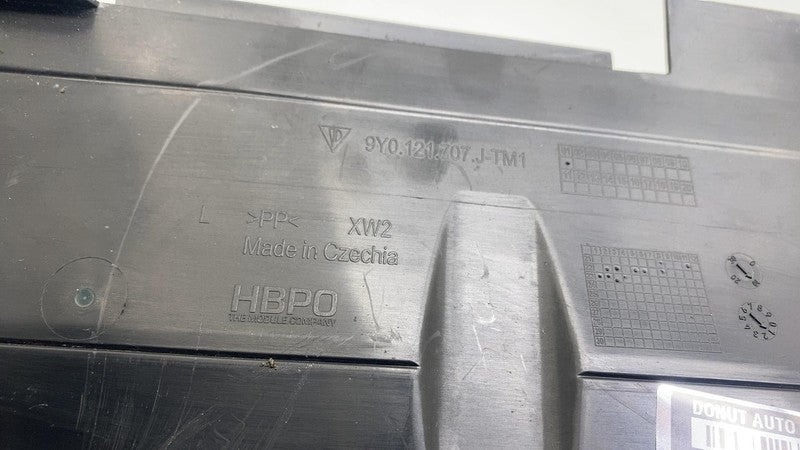 9Y0.121.707.J-TM1
L >PP< XW2
Made in Czechia
HBPO
THE MODULE COMPANY
DONUT AUTO